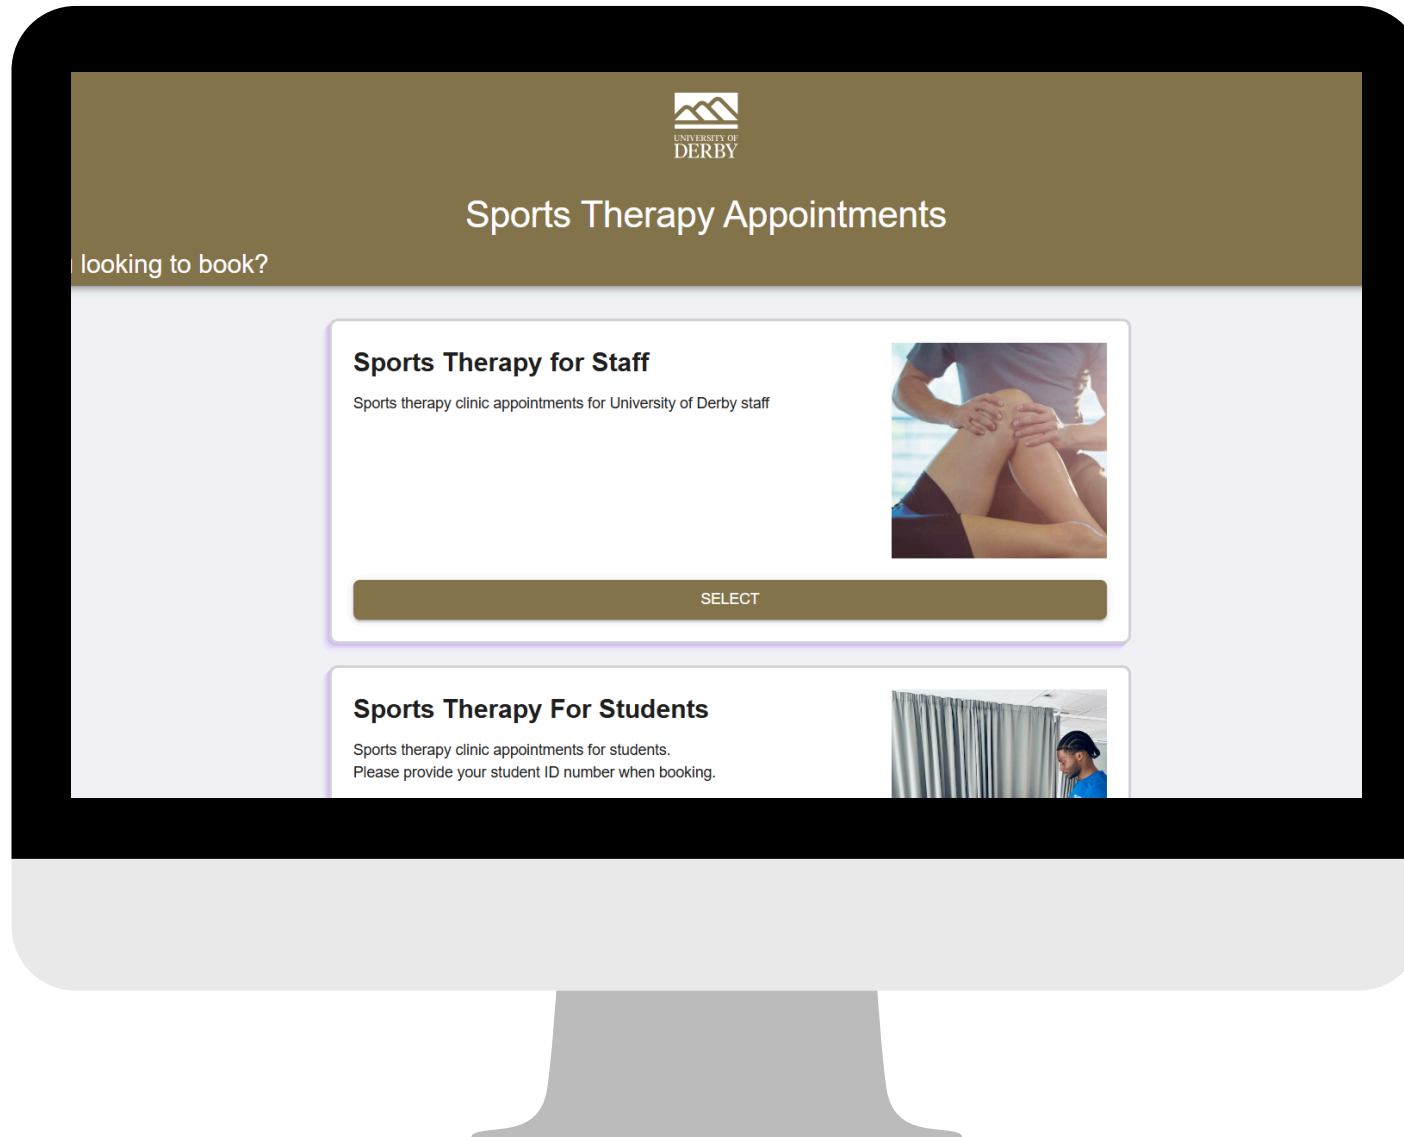 UNIVERSITY OF
DERBY
Sports Therapy Appointments
looking to book?
Sports Therapy for Staff
Sports therapy clinic appointments for University of Derby staff
SELECT
Sports Therapy For Students
Sports therapy clinic appointments for students.
Please provide your student ID number when booking.